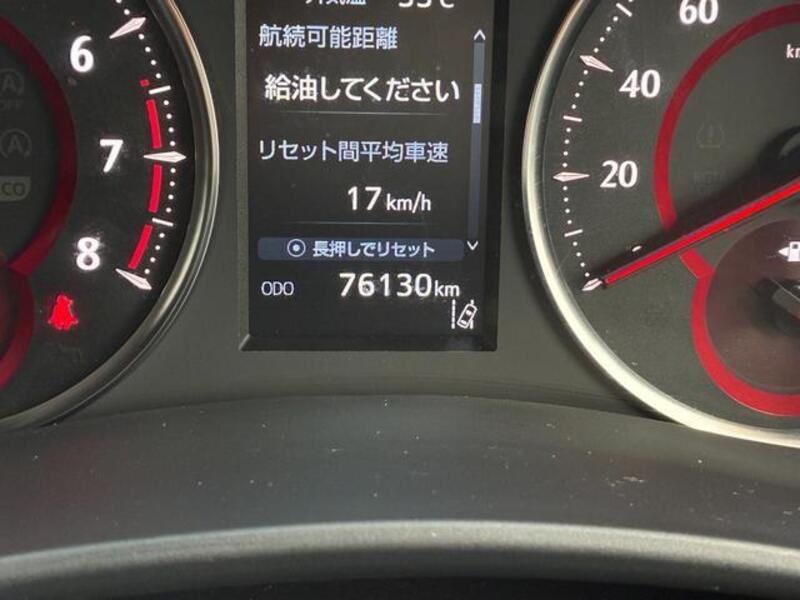 航続可能距離
給油してください
リセット間平均車速
17 km/h
長押しでリセット
ODO 76130 km
6
7
8
60
40
20